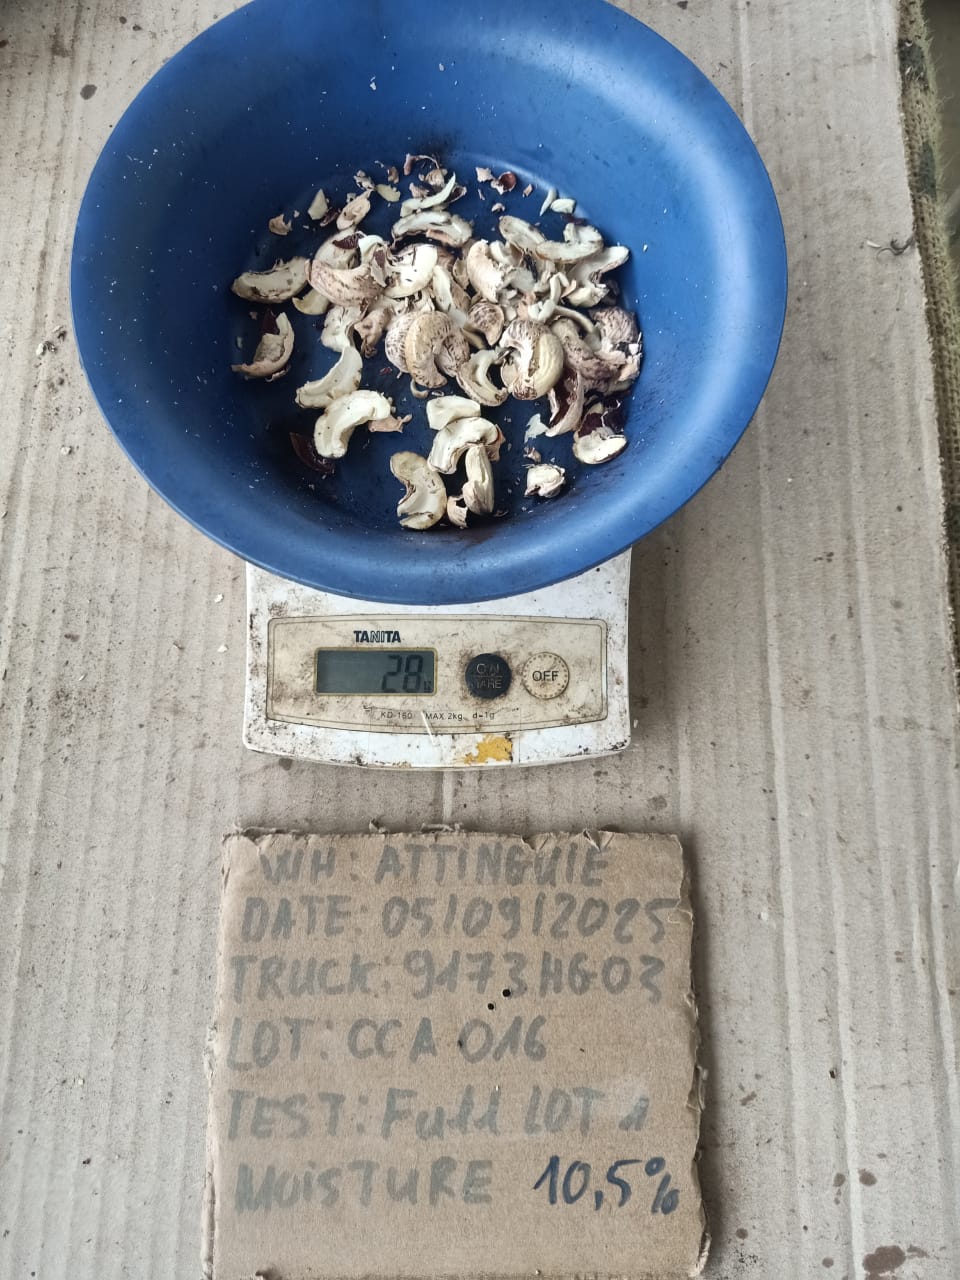 TANITA
28
ON
TARE
OFF
KD-160 MAX 2kg d=1g
WH: ATTINGUIE
DATE: 05/09/2025
TRUCK: 9173HG03
LOT: CCA 016
TEST: Full LOT 1
MOISTURE 10,5%